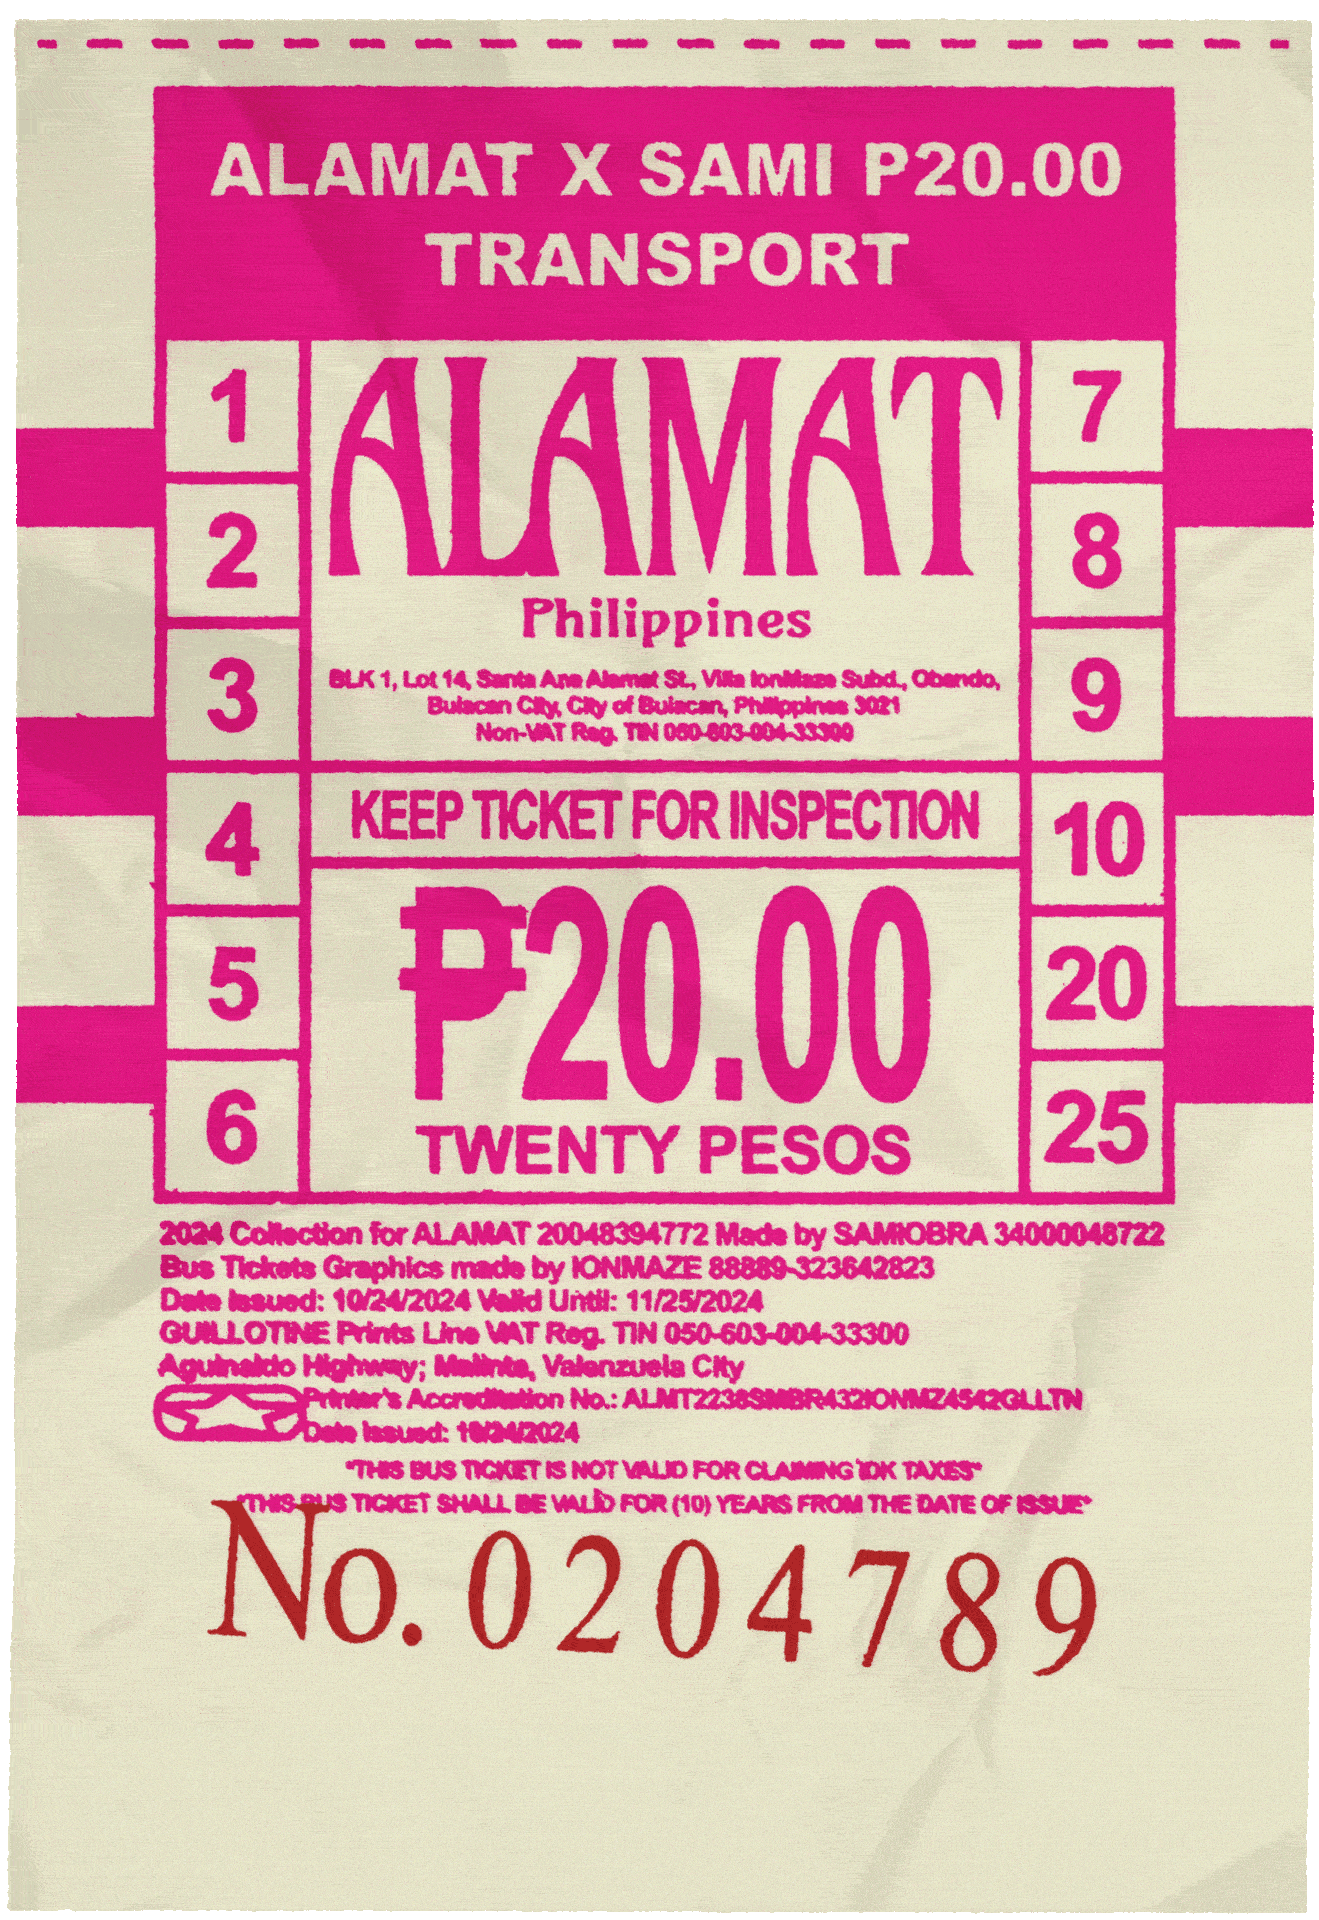 ALAMAT X SAMI P20.00
TRANSPORT
1
2
3
4
5
6
ALAMAT
Philippines
BLK 1, Lot 14, Santa Ana Alamat St., Villa IonMaze Subd., Obando,
Bulacan City, City of Bulacan, Philippines 3021
Non-VAT Reg. TIN 050-603-004-33300
KEEP TICKET FOR INSPECTION
₱20.00
TWENTY PESOS
7
8
9
10
20
25
2024 Collection for ALAMAT 20048394772 Made by SAMIOBRA 34000048722
Bus Tickets Graphics made by IONMAZE 88889-323642823
Date Issued: 10/24/2024 Valid Until: 11/25/2024
GUILLOTINE Prints Line VAT Reg. TIN 050-603-004-33300
Aguinaldo Highway; Malinta, Valenzuela City
Printer's Accreditation No.: ALMT2236SMBR432IONMZ4542GLLTN
Date Issued: 10/24/2024
"THIS BUS TICKET IS NOT VALID FOR CLAIMING IDK TAXES"
"THIS BUS TICKET SHALL BE VALID FOR (10) YEARS FROM THE DATE OF ISSUE"
No. 0204789